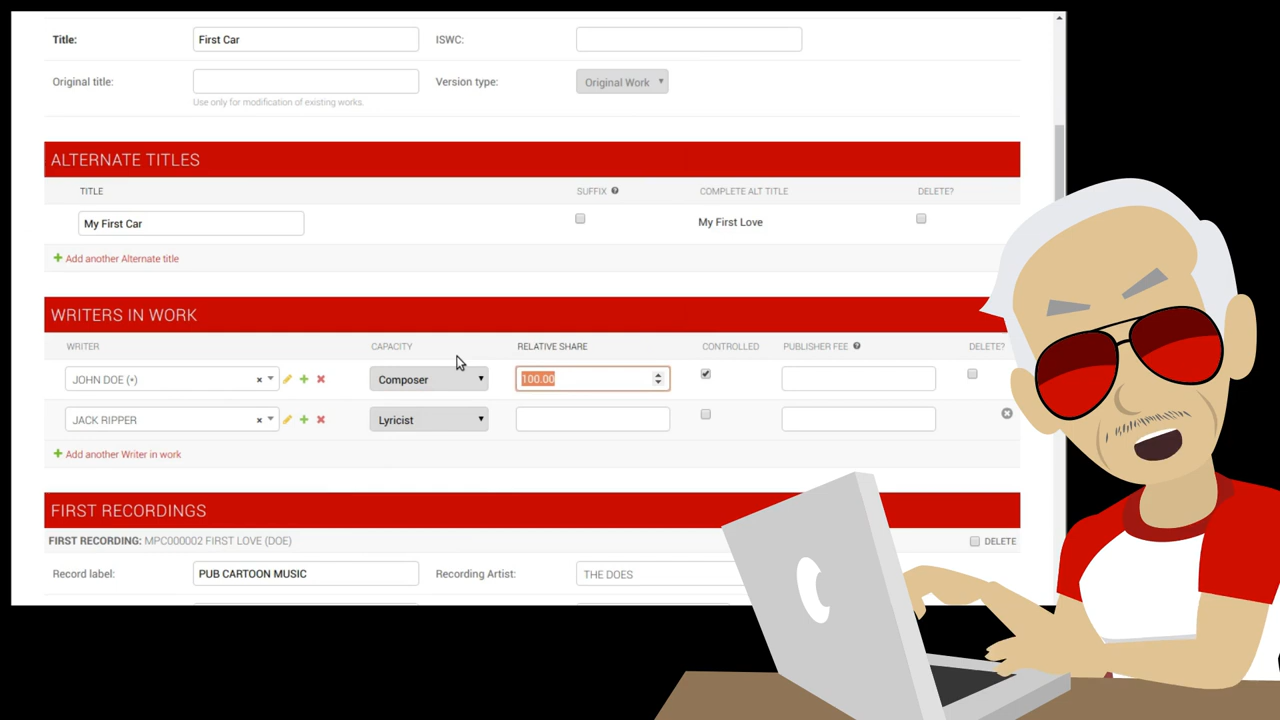 Title: First Car ISWC:
Original title: Version type: Original Work
Use only for modification of existing works.
ALTERNATE TITLES
TITLE SUFFIX COMPLETE ALT TITLE DELETE?
My First Car My First Love
Add another Alternate title
WRITERS IN WORK
WRITER CAPACITY RELATIVE SHARE CONTROLLED PUBLISHER FEE DELETE?
JOHN DOE (*) Composer 100.00
JACK RIPPER Lyricist
Add another Writer in work
FIRST RECORDINGS
FIRST RECORDING: MPC000002 FIRST LOVE (DOE) DELETE
Record label: PUB CARTOON MUSIC Recording Artist: THE DOES